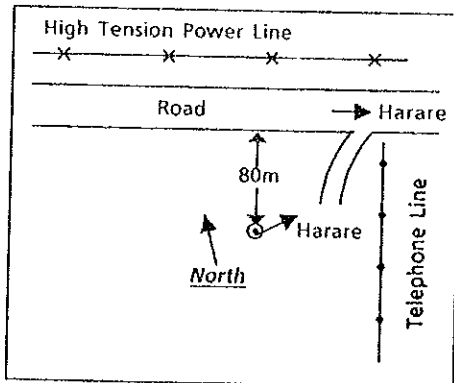 High Tension Power Line
Road Harare
80m
Harare
North
Telephone Line